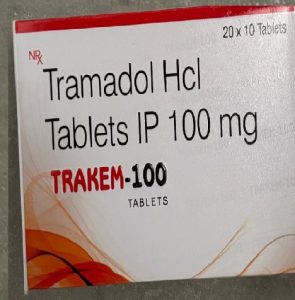 20 x 10 Tablets
NRx
Tramadol Hcl
Tablets IP 100 mg
TRAKEM-100
TABLETS